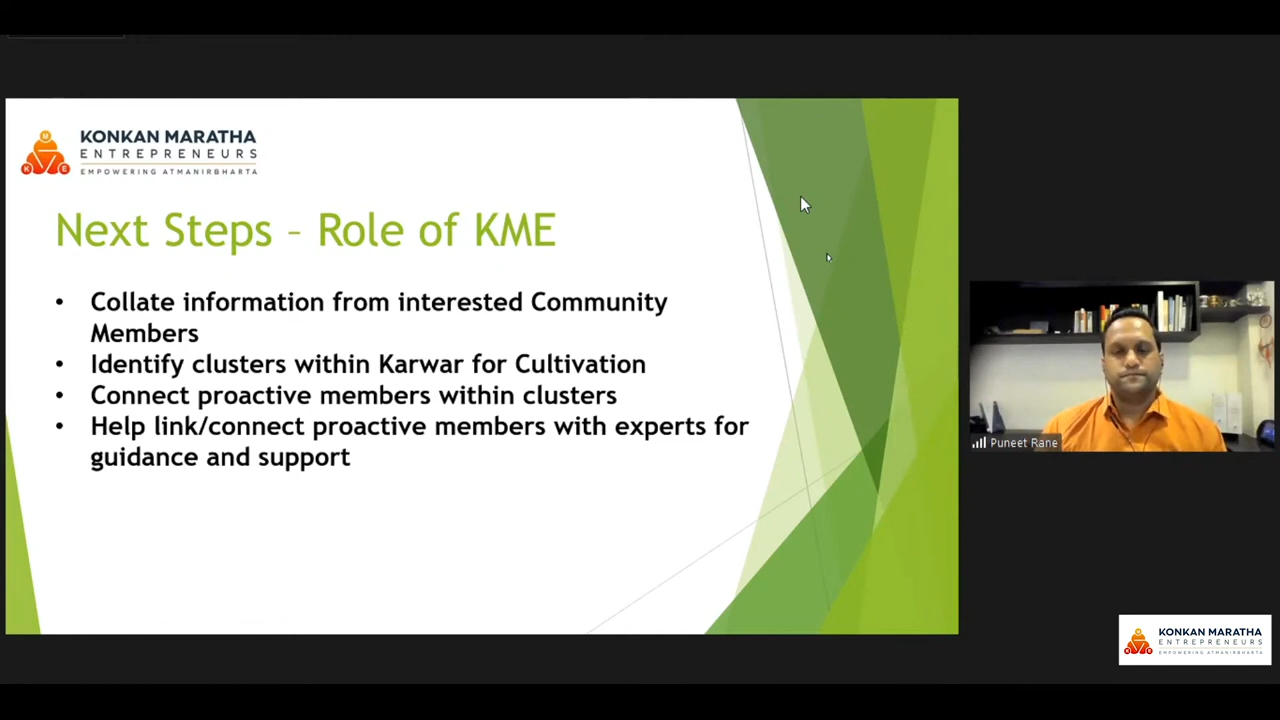 KONKAN MARATHA
ENTREPRENEURS
EMPOWERING ATMANIRBHARTA
M
K E
Next Steps – Role of KME
• Collate information from interested Community
Members
• Identify clusters within Karwar for Cultivation
• Connect proactive members within clusters
• Help link/connect proactive members with experts for
guidance and support
Puneet Rane
KONKAN MARATHA
ENTREPRENEURS
EMPOWERING ATMANIRBHARTA